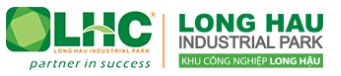 LHC®
LONG HAU INDUSTRIAL PARK
partner in success
LONG HAU
INDUSTRIAL PARK
KHU CÔNG NGHIỆP LONG HẬU